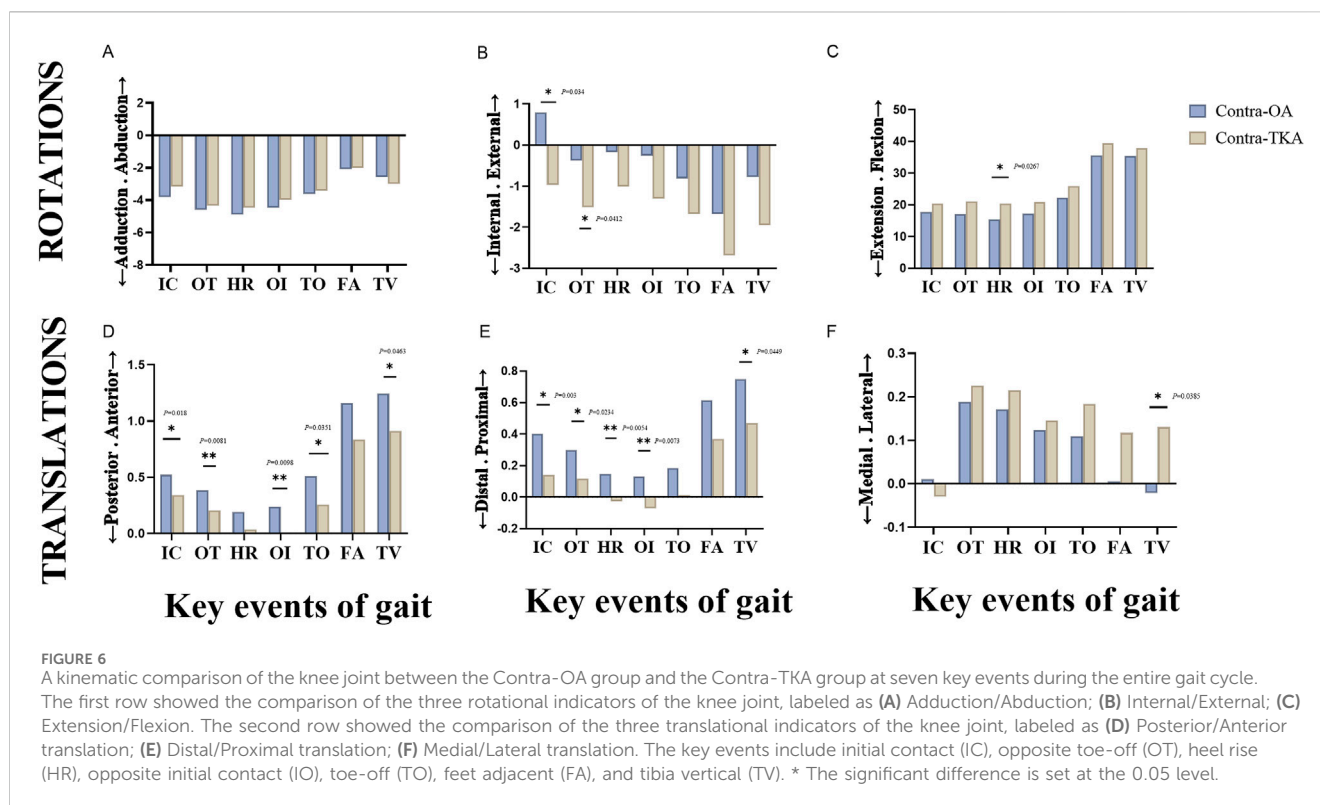 ROTATIONS
A
←Adduction . Abduction→
2
0
-2
-4
-6
-8
IC OT HR OI TO FA TV
B
←Internal . External→
1
0
-1
-2
-3
* P=0.034
* P=0.0412
IC OT HR OI TO FA TV
C
←Extension . Flexion→
50
40
30
20
10
0
* P=0.0267
IC OT HR OI TO FA TV
Contra-OA
Contra-TKA
TRANSLATIONS
D
←Posterior . Anterior→
1.5
1.0
0.5
0.0
P=0.018
*
P=0.0081
**
P=0.0098
**
P=0.0351
*
P=0.0463
*
IC OT HR OI TO FA TV
Key events of gait
E
←Distal . Proximal→
0.8
0.6
0.4
0.2
0.0
-0.2
* P=0.003
* P=0.0234
** P=0.0054
** P=0.0073
* P=0.0449
IC OT HR OI TO FA TV
Key events of gait
F
←Medial . Lateral→
0.3
0.2
0.1
0.0
-0.1
* P=0.0385
IC OT HR OI TO FA TV
Key events of gait
FIGURE 6
A kinematic comparison of the knee joint between the Contra-OA group and the Contra-TKA group at seven key events during the entire gait cycle.
The first row showed the comparison of the three rotational indicators of the knee joint, labeled as (A) Adduction/Abduction; (B) Internal/External; (C)
Extension/Flexion. The second row showed the comparison of the three translational indicators of the knee joint, labeled as (D) Posterior/Anterior
translation; (E) Distal/Proximal translation; (F) Medial/Lateral translation. The key events include initial contact (IC), opposite toe-off (OT), heel rise
(HR), opposite initial contact (IO), toe-off (TO), feet adjacent (FA), and tibia vertical (TV). * The significant difference is set at the 0.05 level.